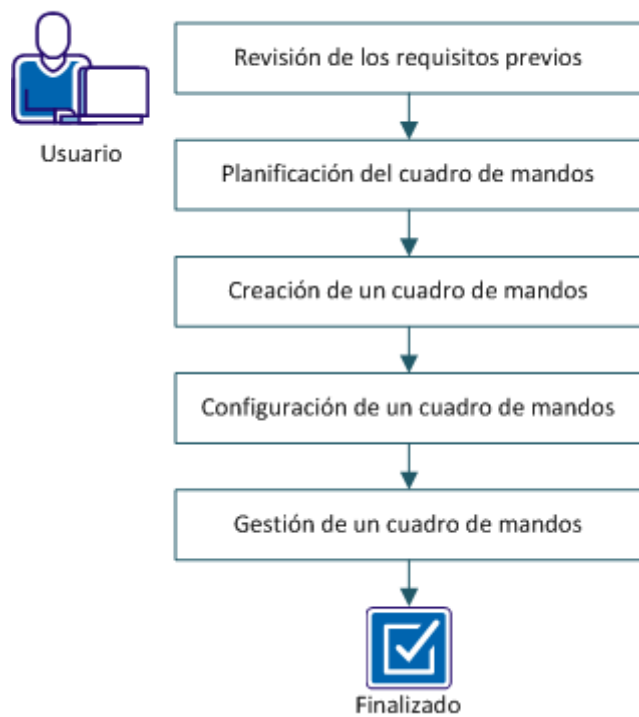 Revisión de los requisitos previos
Usuario
Planificación del cuadro de mandos
Creación de un cuadro de mandos
Configuración de un cuadro de mandos
Gestión de un cuadro de mandos
Finalizado